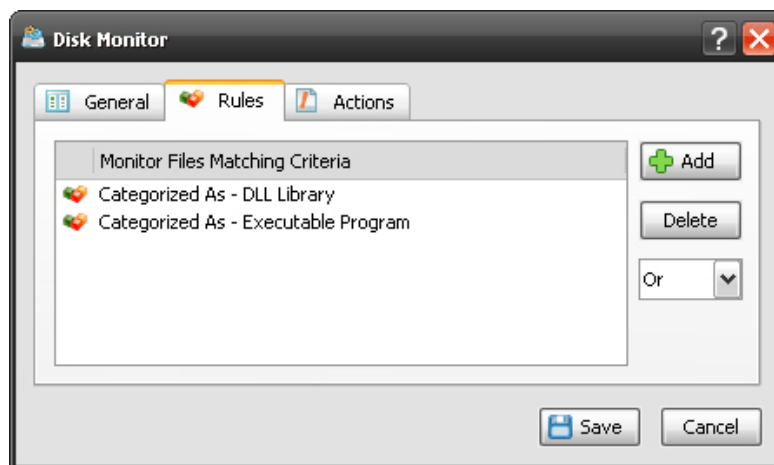 Disk Monitor
?
General Rules Actions
Monitor Files Matching Criteria
Add
Categorized As - DLL Library
Categorized As - Executable Program
Delete
Or
Save Cancel